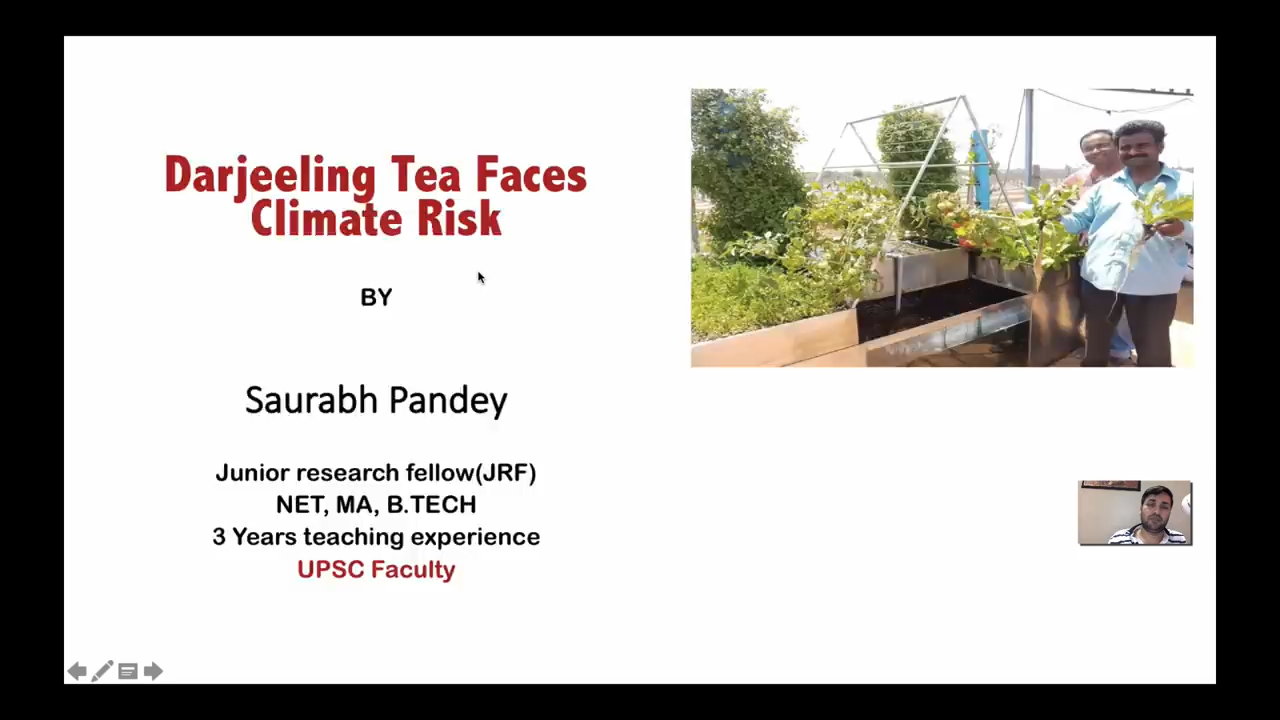 Darjeeling Tea Faces
Climate Risk
BY
Saurabh Pandey
Junior research fellow(JRF)
NET, MA, B.TECH
3 Years teaching experience
UPSC Faculty